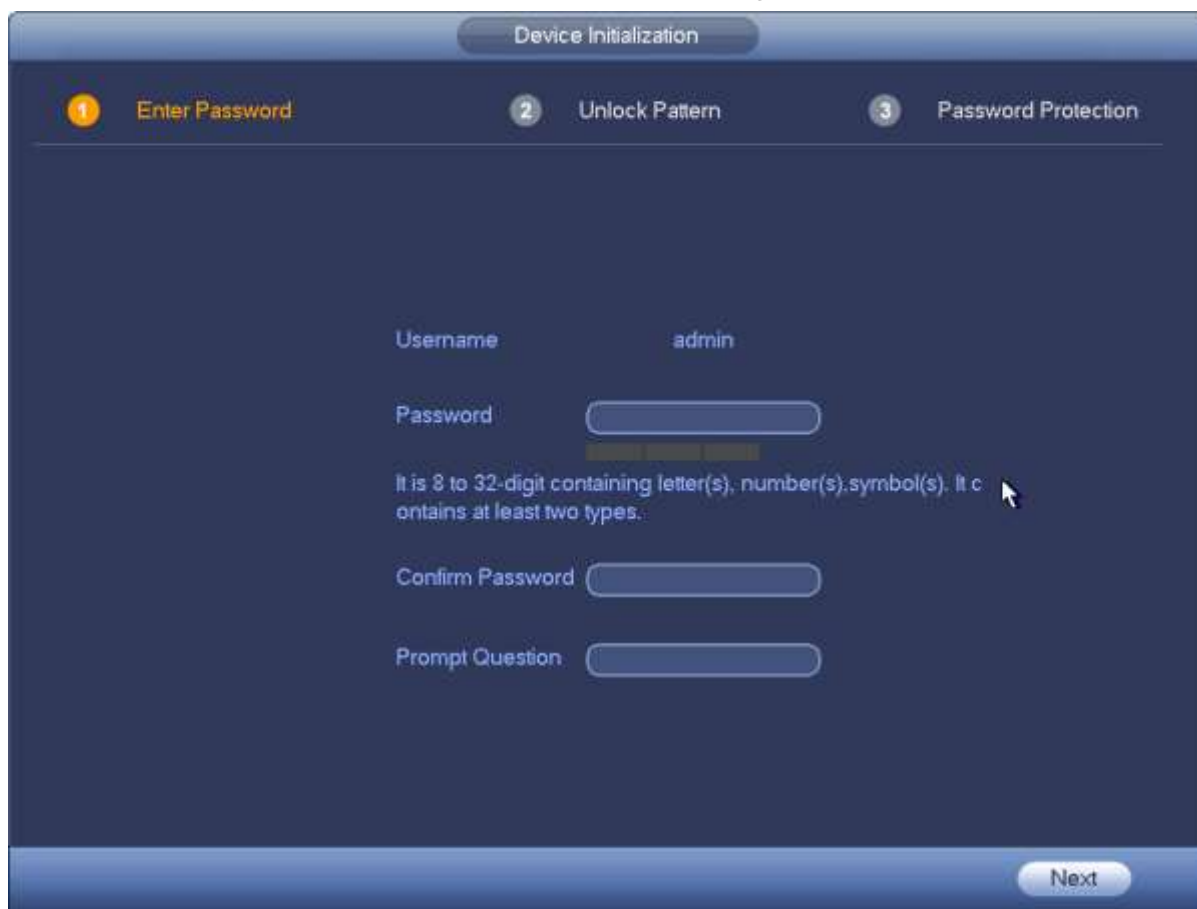 Device Initialization
1 Enter Password 2 Unlock Pattern 3 Password Protection
Username admin
Password
It is 8 to 32-digit containing letter(s), number(s),symbol(s). It c
ontains at least two types.
Confirm Password
Prompt Question
Next